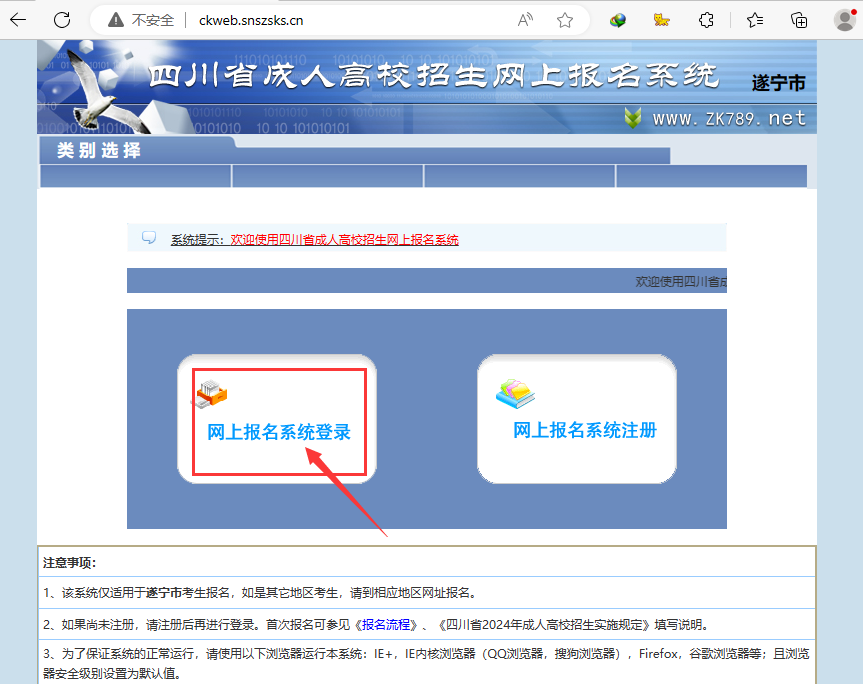 不安全 ckweb.snszsks.cn
四川省成人高校招生网上报名系统
遂宁市
www.ZK789.net
类别选择
系统提示：欢迎使用四川省成人高校招生网上报名系统
欢迎使用四川省成
网上报名系统登录
网上报名系统注册
注意事项：
1、该系统仅适用于遂宁市考生报名，如是其它地区考生，请到相应地区网址报名。
2、如果尚未注册，请注册后再进行登录。首次报名可参见《报名流程》、《四川省2024年成人高校招生实施规定》填写说明。
3、为了保证系统的正常运行，请使用以下浏览器运行本系统：IE+，IE内核浏览器（QQ浏览器，搜狗浏览器），Firefox，谷歌浏览器等；且浏览
器安全级别设置为默认值。